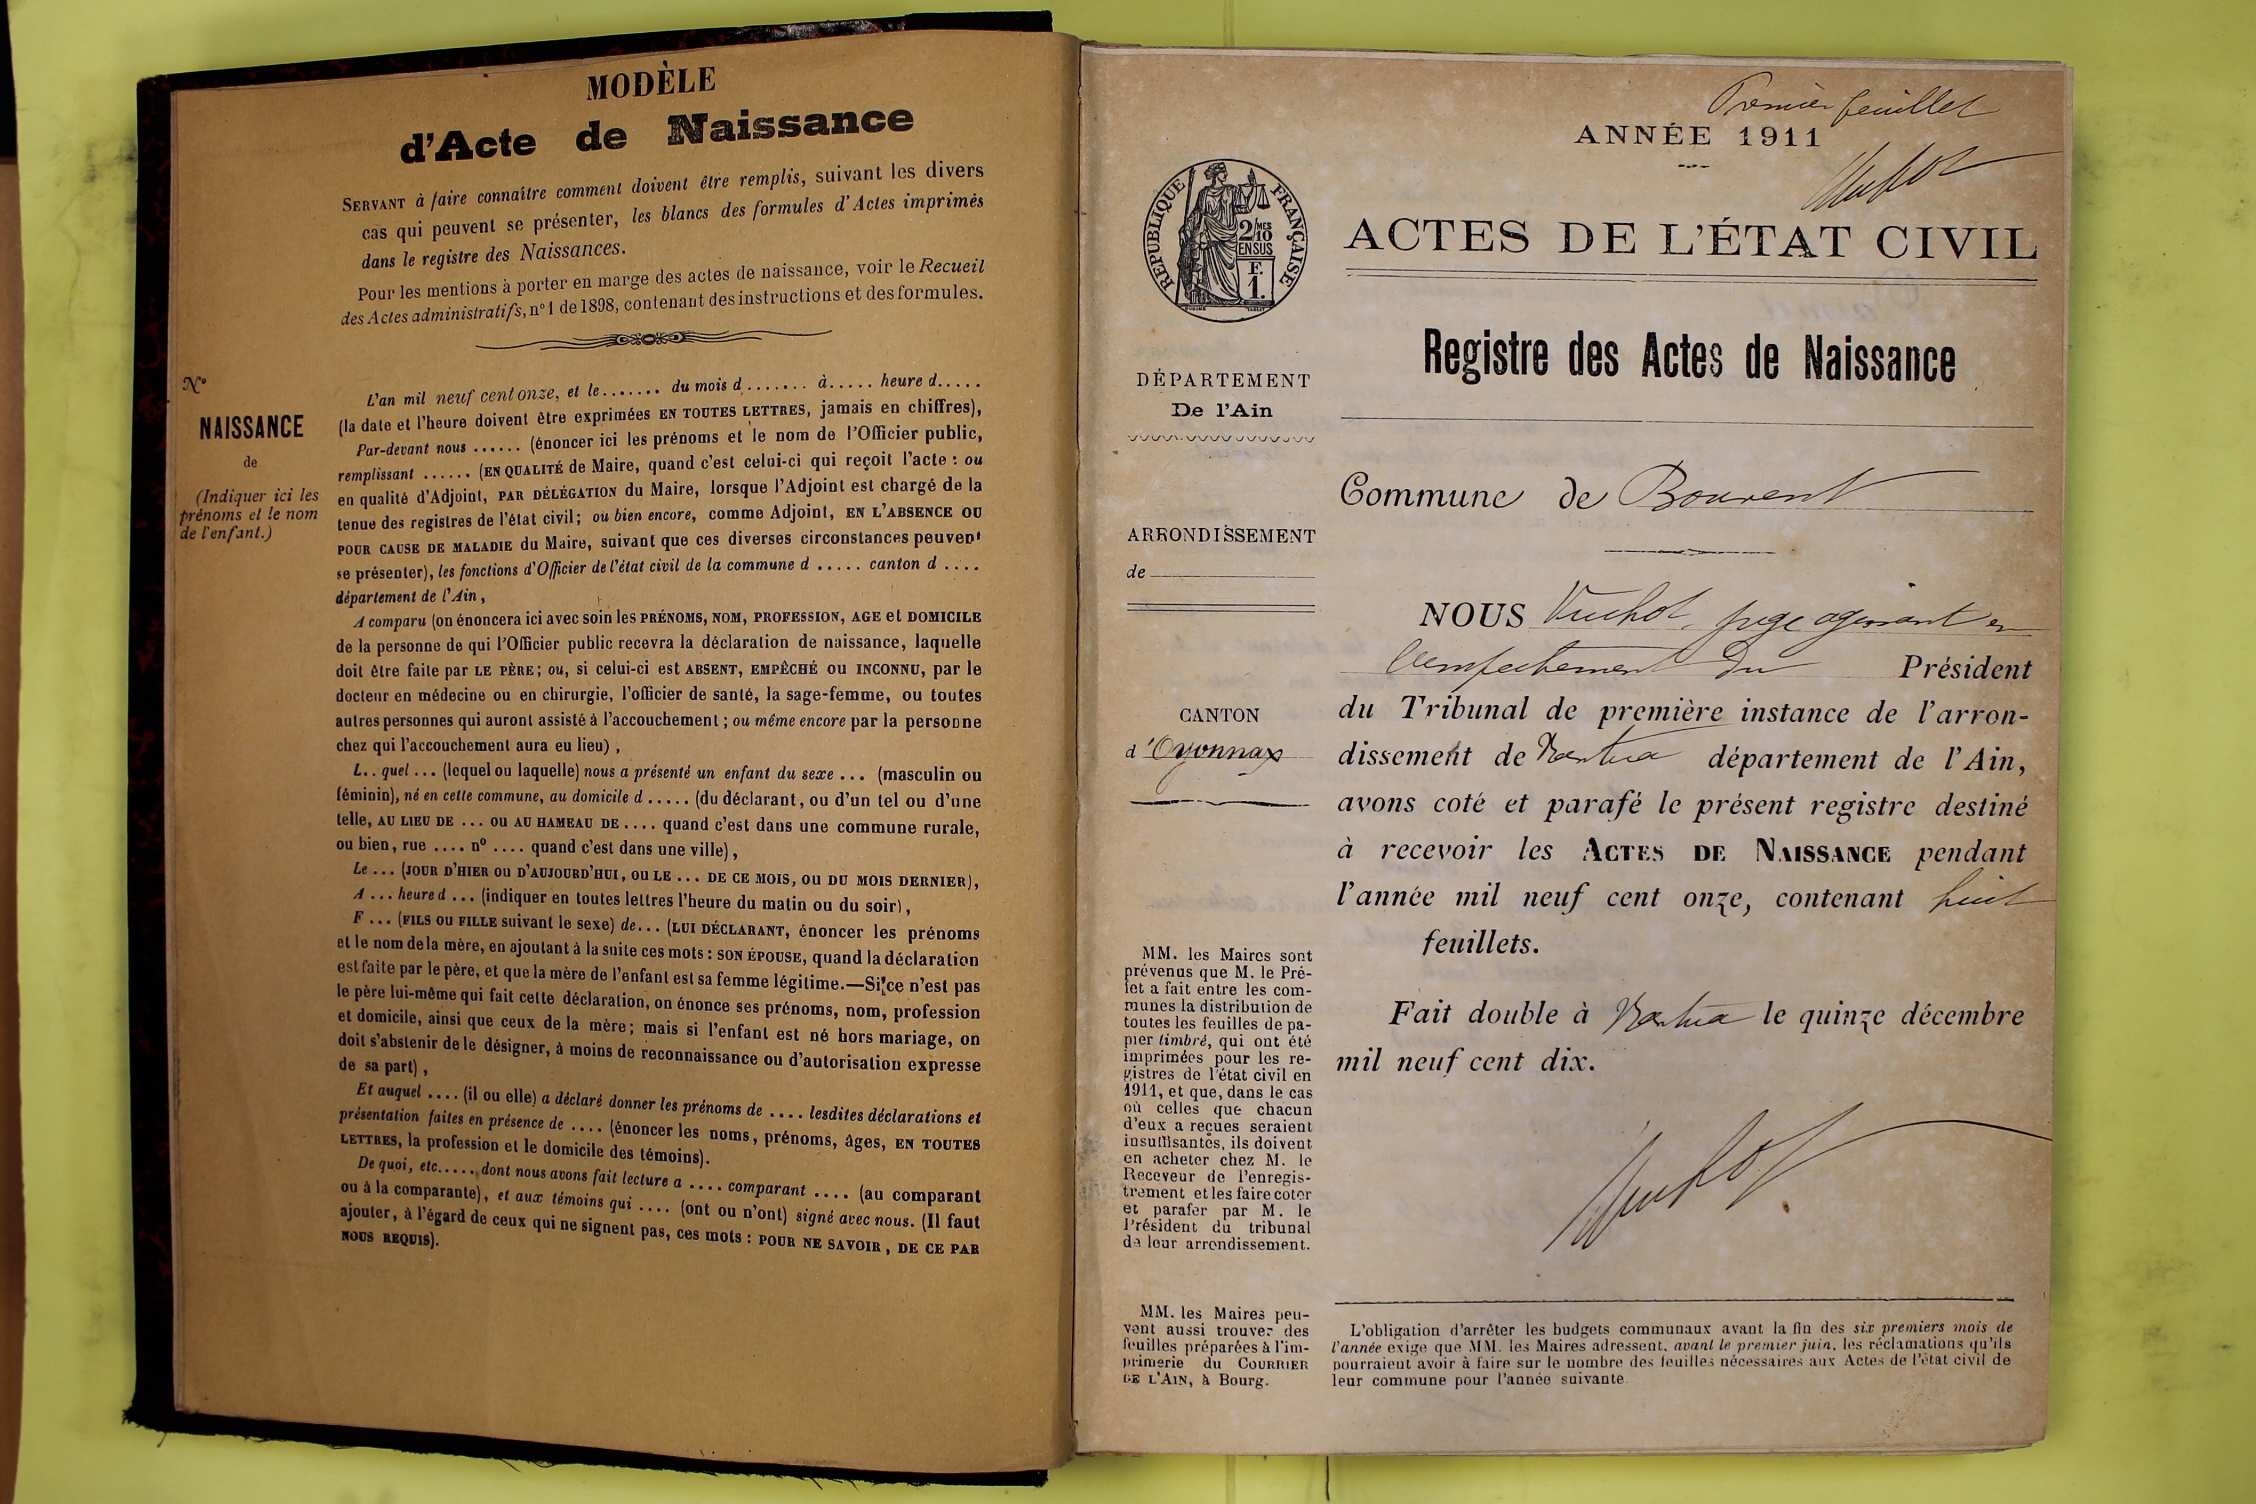 MODÈLE
d'Acte de Naissance
SERVANT à faire connaître comment doivent être remplis, suivant les divers
cas qui peuvent se présenter, les blancs des formules d'Actes imprimés
dans le registre des Naissances.
Pour les mentions à porter en marge des actes de naissance, voir le Recueil
des Actes administratifs, n° 1 de 1898, contenant des instructions et des formules.
N°
NAISSANCE
de
(Indiquer ici les
prénoms et le nom
de l'enfant.)
L'an mil neuf cent onze, et le ....... du mois d ....... à ..... heure d.....
(la date et l'heure doivent être exprimées EN TOUTES LETTRES, jamais en chiffres),
Par-devant nous ...... (énoncer ici les prénoms et le nom de l'Officier public,
remplissant ...... (EN QUALITÉ de Maire, quand c'est celui-ci qui reçoit l'acte : ou
en qualité d'Adjoint, PAR DÉLÉGATION du Maire, lorsque l'Adjoint est chargé de la
tenue des registres de l'état civil; ou bien encore, comme Adjoint, EN L'ABSENCE OU
POUR CAUSE DE MALADIE du Maire, suivant que ces diverses circonstances peuvent
se présenter), les fonctions d'Officier de l'état civil de la commune d ..... canton d ....
département de l'Ain,
A comparu (on énoncera ici avec soin les PRÉNOMS, NOM, PROFESSION, AGE et DOMICILE
de la personne de qui l'Officier public recevra la déclaration de naissance, laquelle
doit être faite par LE PÈRE; ou, si celui-ci est ABSENT, EMPÊCHÉ OU INCONNU, par le
docteur en médecine ou en chirurgie, l'officier de santé, la sage-femme, ou toutes
autres personnes qui auront assisté à l'accouchement; ou même encore par la personne
chez qui l'accouchement aura eu lieu),
L.. quel ... (lequel ou laquelle) nous a présenté un enfant du sexe ... (masculin ou
féminin), né en cette commune, au domicile d ..... (du déclarant, ou d'un tel ou d'une
telle, AU LIEU DE ... OU AU HAMEAU DE .... quand c'est dans une commune rurale,
ou bien, rue .... n° .... quand c'est dans une ville),
Le ... (JOUR D'HIER OU D'AUJOURD'HUI, OU LE ... DE CE MOIS, OU DU MOIS DERNIER),
A ... heure d ... (indiquer en toutes lettres l'heure du matin ou du soir),
F ... (FILS OU FILLE suivant le sexe) de... (LUI DÉCLARANT, énoncer les prénoms
et le nom de la mère, en ajoutant à la suite ces mots : SON ÉPOUSE, quand la déclaration
est faite par le père, et que la mère de l'enfant est sa femme légitime.—Si ce n'est pas
le père lui-même qui fait cette déclaration, on énonce ses prénoms, nom, profession
et domicile, ainsi que ceux de la mère; mais si l'enfant est né hors mariage, on
doit s'abstenir de le désigner, à moins de reconnaissance ou d'autorisation expresse
de sa part),
Et auquel .... (il ou elle) a déclaré donner les prénoms de .... lesdites déclarations et
présentation faites en présence de .... (énoncer les noms, prénoms, âges, EN TOUTES
LETTRES, la profession et le domicile des témoins).
De quoi, etc....., dont nous avons fait lecture a .... comparant .... (au comparant
ou à la comparante), et aux témoins qui .... (ont ou n'ont) signé avec nous. (Il faut
ajouter, à l'égard de ceux qui ne signent pas, ces mots : POUR NE SAVOIR, DE CE PAR
NOUS REQUIS).
Premier feuillet
ANNÉE 1911
Vuchot
RÉPUBLIQUE FRANÇAISE
2/MES
10
EN SUS
F.
1.
ACTES DE L'ÉTAT CIVIL
Registre des Actes de Naissance
DÉPARTEMENT
De l'Ain
ARRONDISSEMENT
de
CANTON
d'Oyonnax
MM. les Maires sont
prévenus que M. le Pré-
fet a fait entre les com-
munes la distribution de
toutes les feuilles de pa-
pier timbré, qui ont été
imprimées pour les re-
gistres de l'état civil en
1911, et que, dans le cas
où celles que chacun
d'eux a reçues seraient
insuffisantes, ils doivent
en acheter chez M. le
Receveur de l'enregis-
trement et les faire coter
et parafer par M. le
Président du tribunal
de leur arrondissement.
MM. les Maires peu-
vent aussi trouver des
feuilles préparées à l'im-
primerie du COURRIER
DE L'AIN, à Bourg.
Commune de Bouvent
NOUS Vuchot, juge agissant en
l'empêchement du Président
du Tribunal de première instance de l'arron-
dissement de Nantua département de l'Ain,
avons coté et parafé le présent registre destiné
à recevoir les ACTES DE NAISSANCE pendant
l'année mil neuf cent onze, contenant huit
feuillets.
Fait double à Nantua le quinze décembre
mil neuf cent dix.
Vuchot
L'obligation d'arrêter les budgets communaux avant la fin des six premiers mois de
l'année exige que MM. les Maires adressent, avant le premier juin, les réclamations qu'ils
pourraient avoir à faire sur le nombre des feuilles nécessaires aux Actes de l'état civil de
leur commune pour l'année suivante.